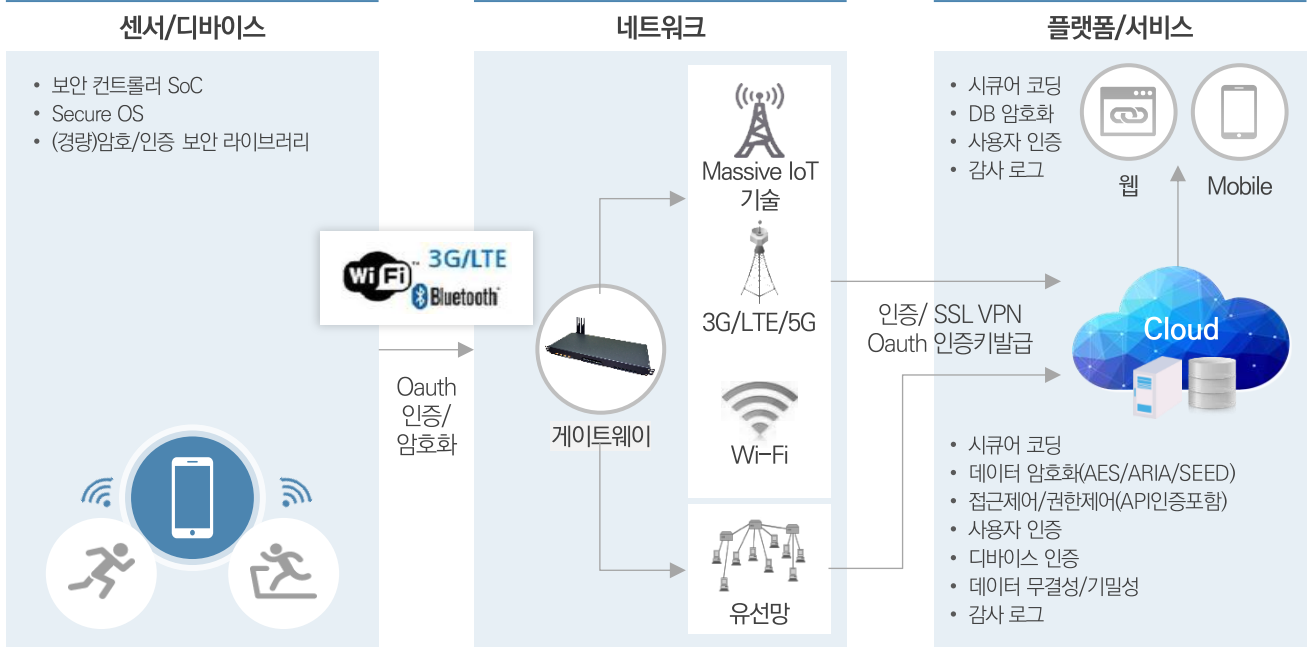 센서/디바이스
• 보안 컨트롤러 SoC
• Secure OS
• (경량)암호/인증 보안 라이브러리
WiFi™
3G/LTE
Bluetooth
Oauth
인증/
암호화
네트워크
게이트웨이
Massive IoT
기술
3G/LTE/5G
Wi-Fi
유선망
인증/ SSL VPN
Oauth 인증키발급
플랫폼/서비스
• 시큐어 코딩
• DB 암호화
• 사용자 인증
• 감사 로그
웹
Mobile
Cloud
• 시큐어 코딩
• 데이터 암호화(AES/ARIA/SEED)
• 접근제어/권한제어(API인증포함)
• 사용자 인증
• 디바이스 인증
• 데이터 무결성/기밀성
• 감사 로그